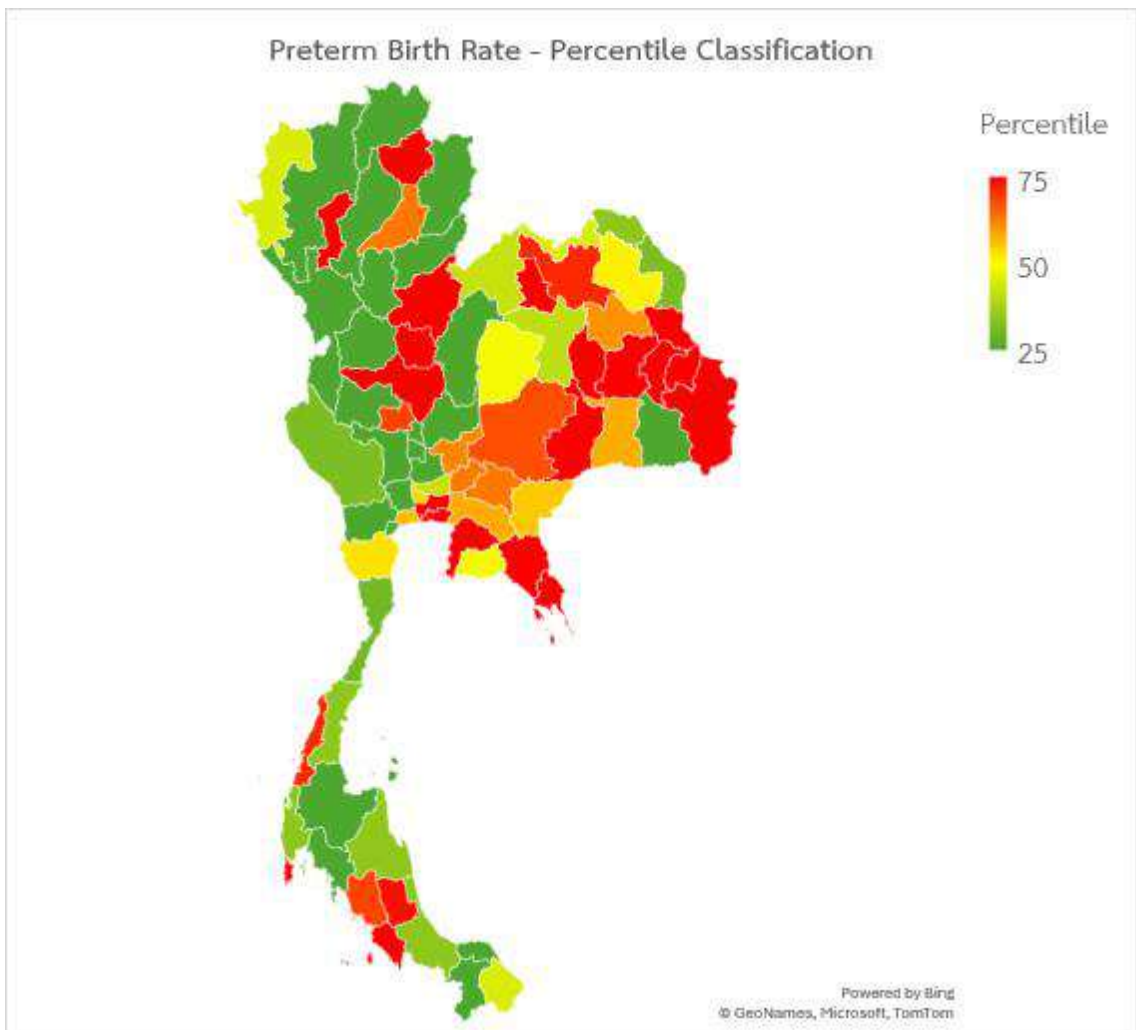 Preterm Birth Rate - Percentile Classification
Percentile
75
50
25
Powered by Bing
© GeoNames, Microsoft, TomTom